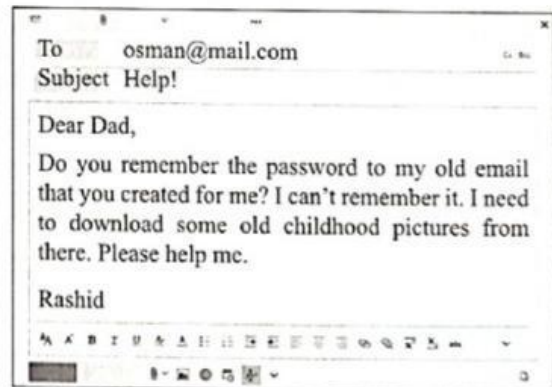 To osman@mail.com
Subject Help!
Dear Dad,
Do you remember the password to my old email
that you created for me? I can't remember it. I need
to download some old childhood pictures from
there. Please help me.
Rashid